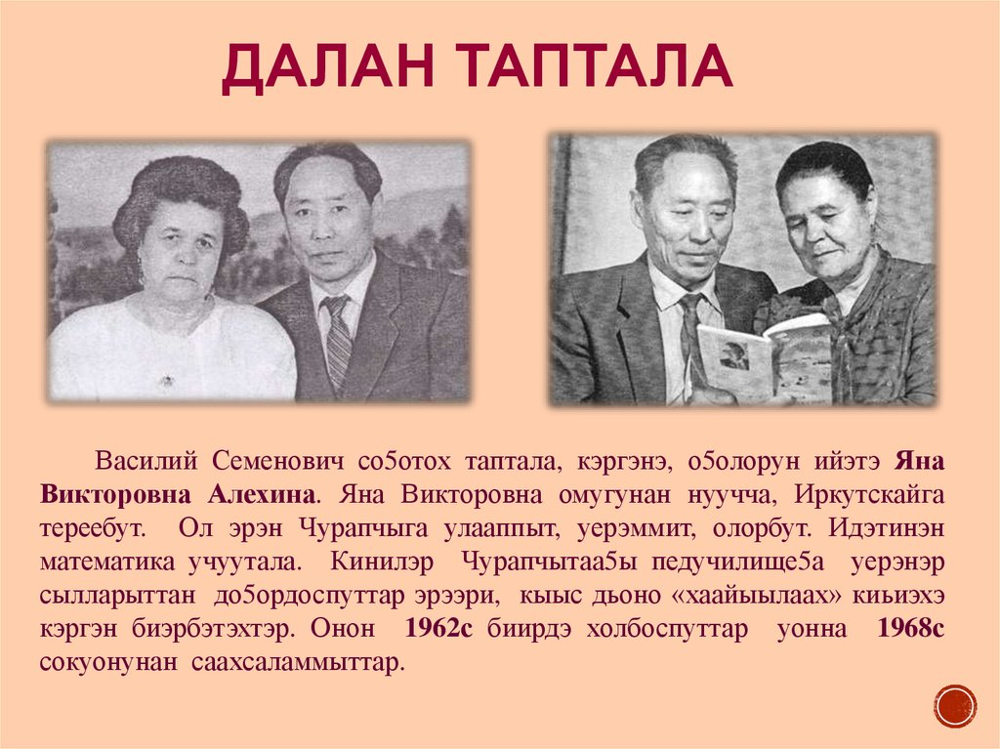 ДАЛАН ТАПТАЛА
Василий Семенович со5отох таптала, кэргэнэ, о5олорун ийэтэ Яна
Викторовна Алехина. Яна Викторовна омугунан нуучча, Иркутскайга
тереебут. Ол эрэн Чурапчыга улааппыт, уерэммит, олорбут. Идэтинэн
математика учуутала. Кинилэр Чурапчытаа5ы педучилище5а уерэнэр
сылларыттан до5ордоспуттар эрээри, кыыс дьоно «хаайыылаах» киьиэхэ
кэргэн биэрбэтэхтэр. Онон 1962с биирдэ холбоспуттар уонна 1968с
сокуонунан саахсаламмыттар.